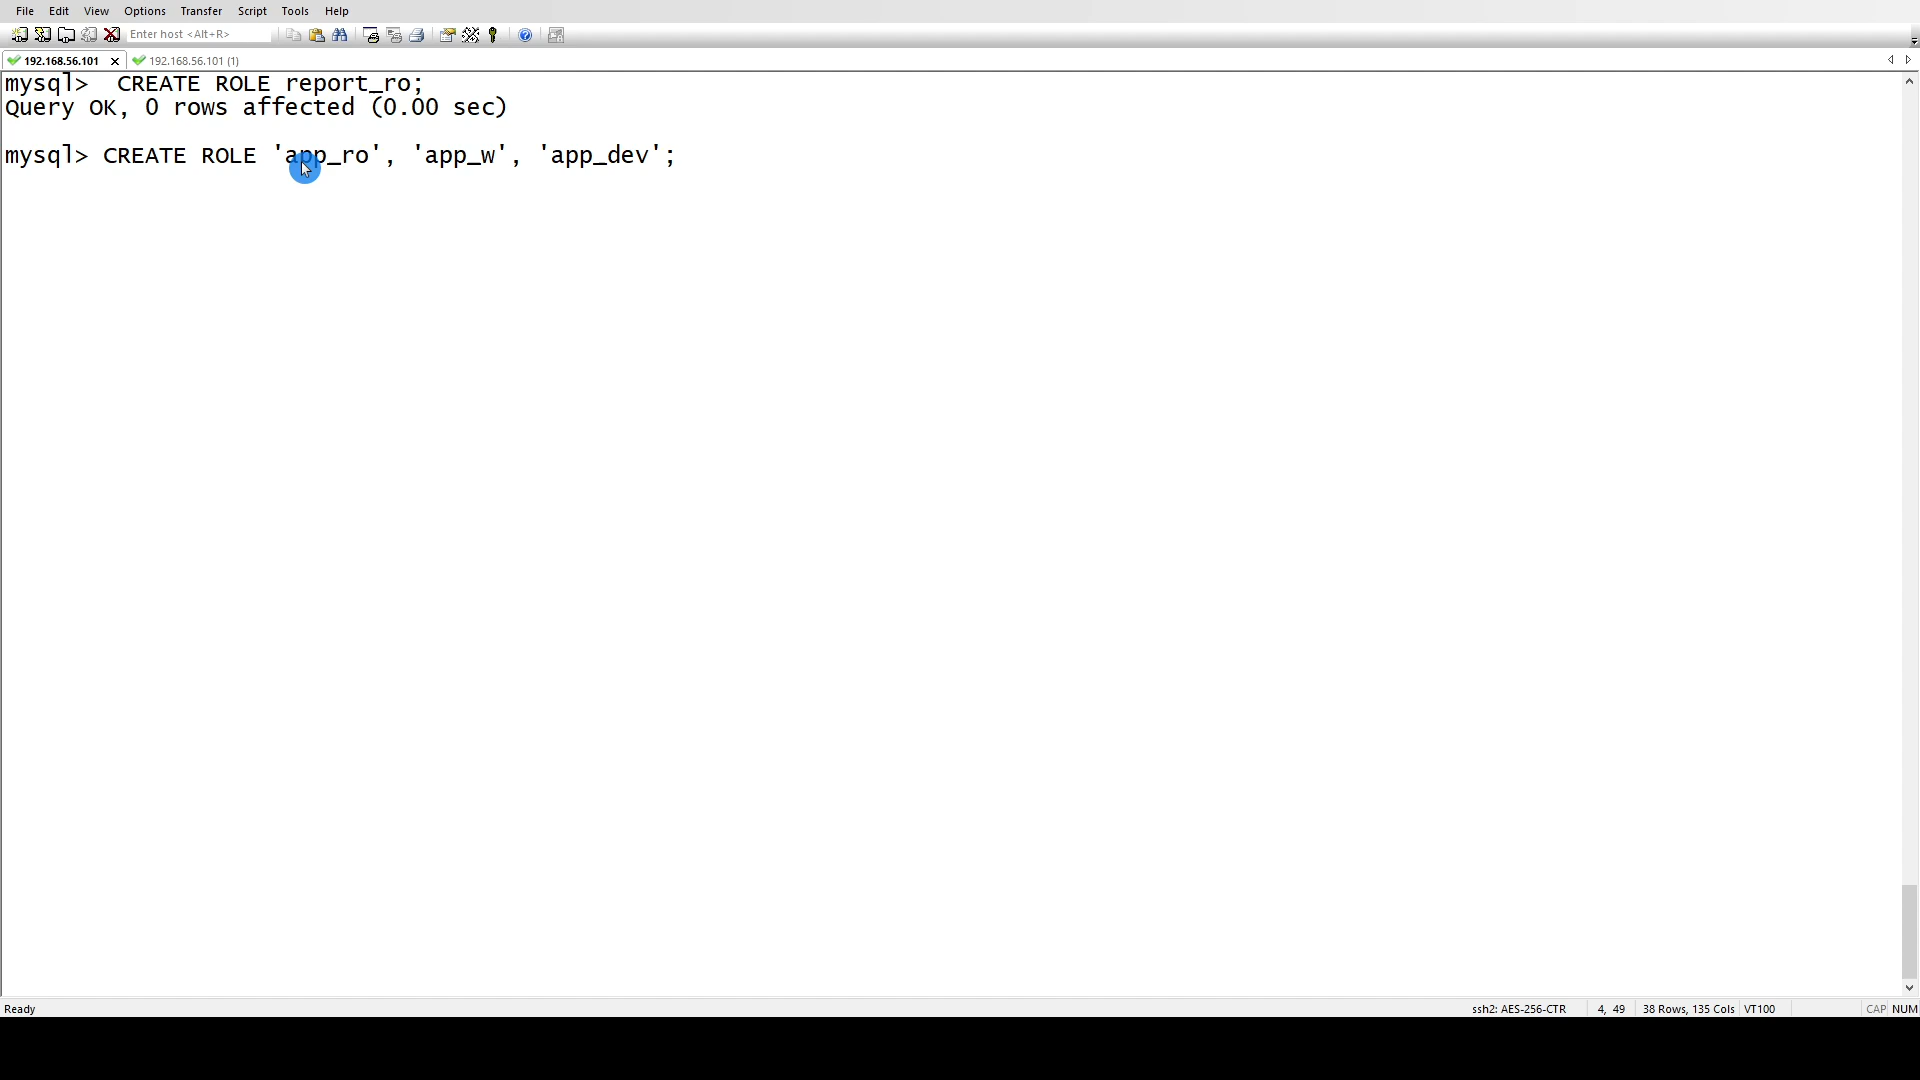 File Edit View Options Transfer Script Tools Help
Enter host <Alt+R>
192.168.56.101 192.168.56.101 (1)
mysql>  CREATE ROLE report_ro;
Query OK, 0 rows affected (0.00 sec)
mysql> CREATE ROLE 'app_ro', 'app_w', 'app_dev';
Ready ssh2: AES-256-CTR 4, 49 38 Rows, 135 Cols VT100 CAP NUM